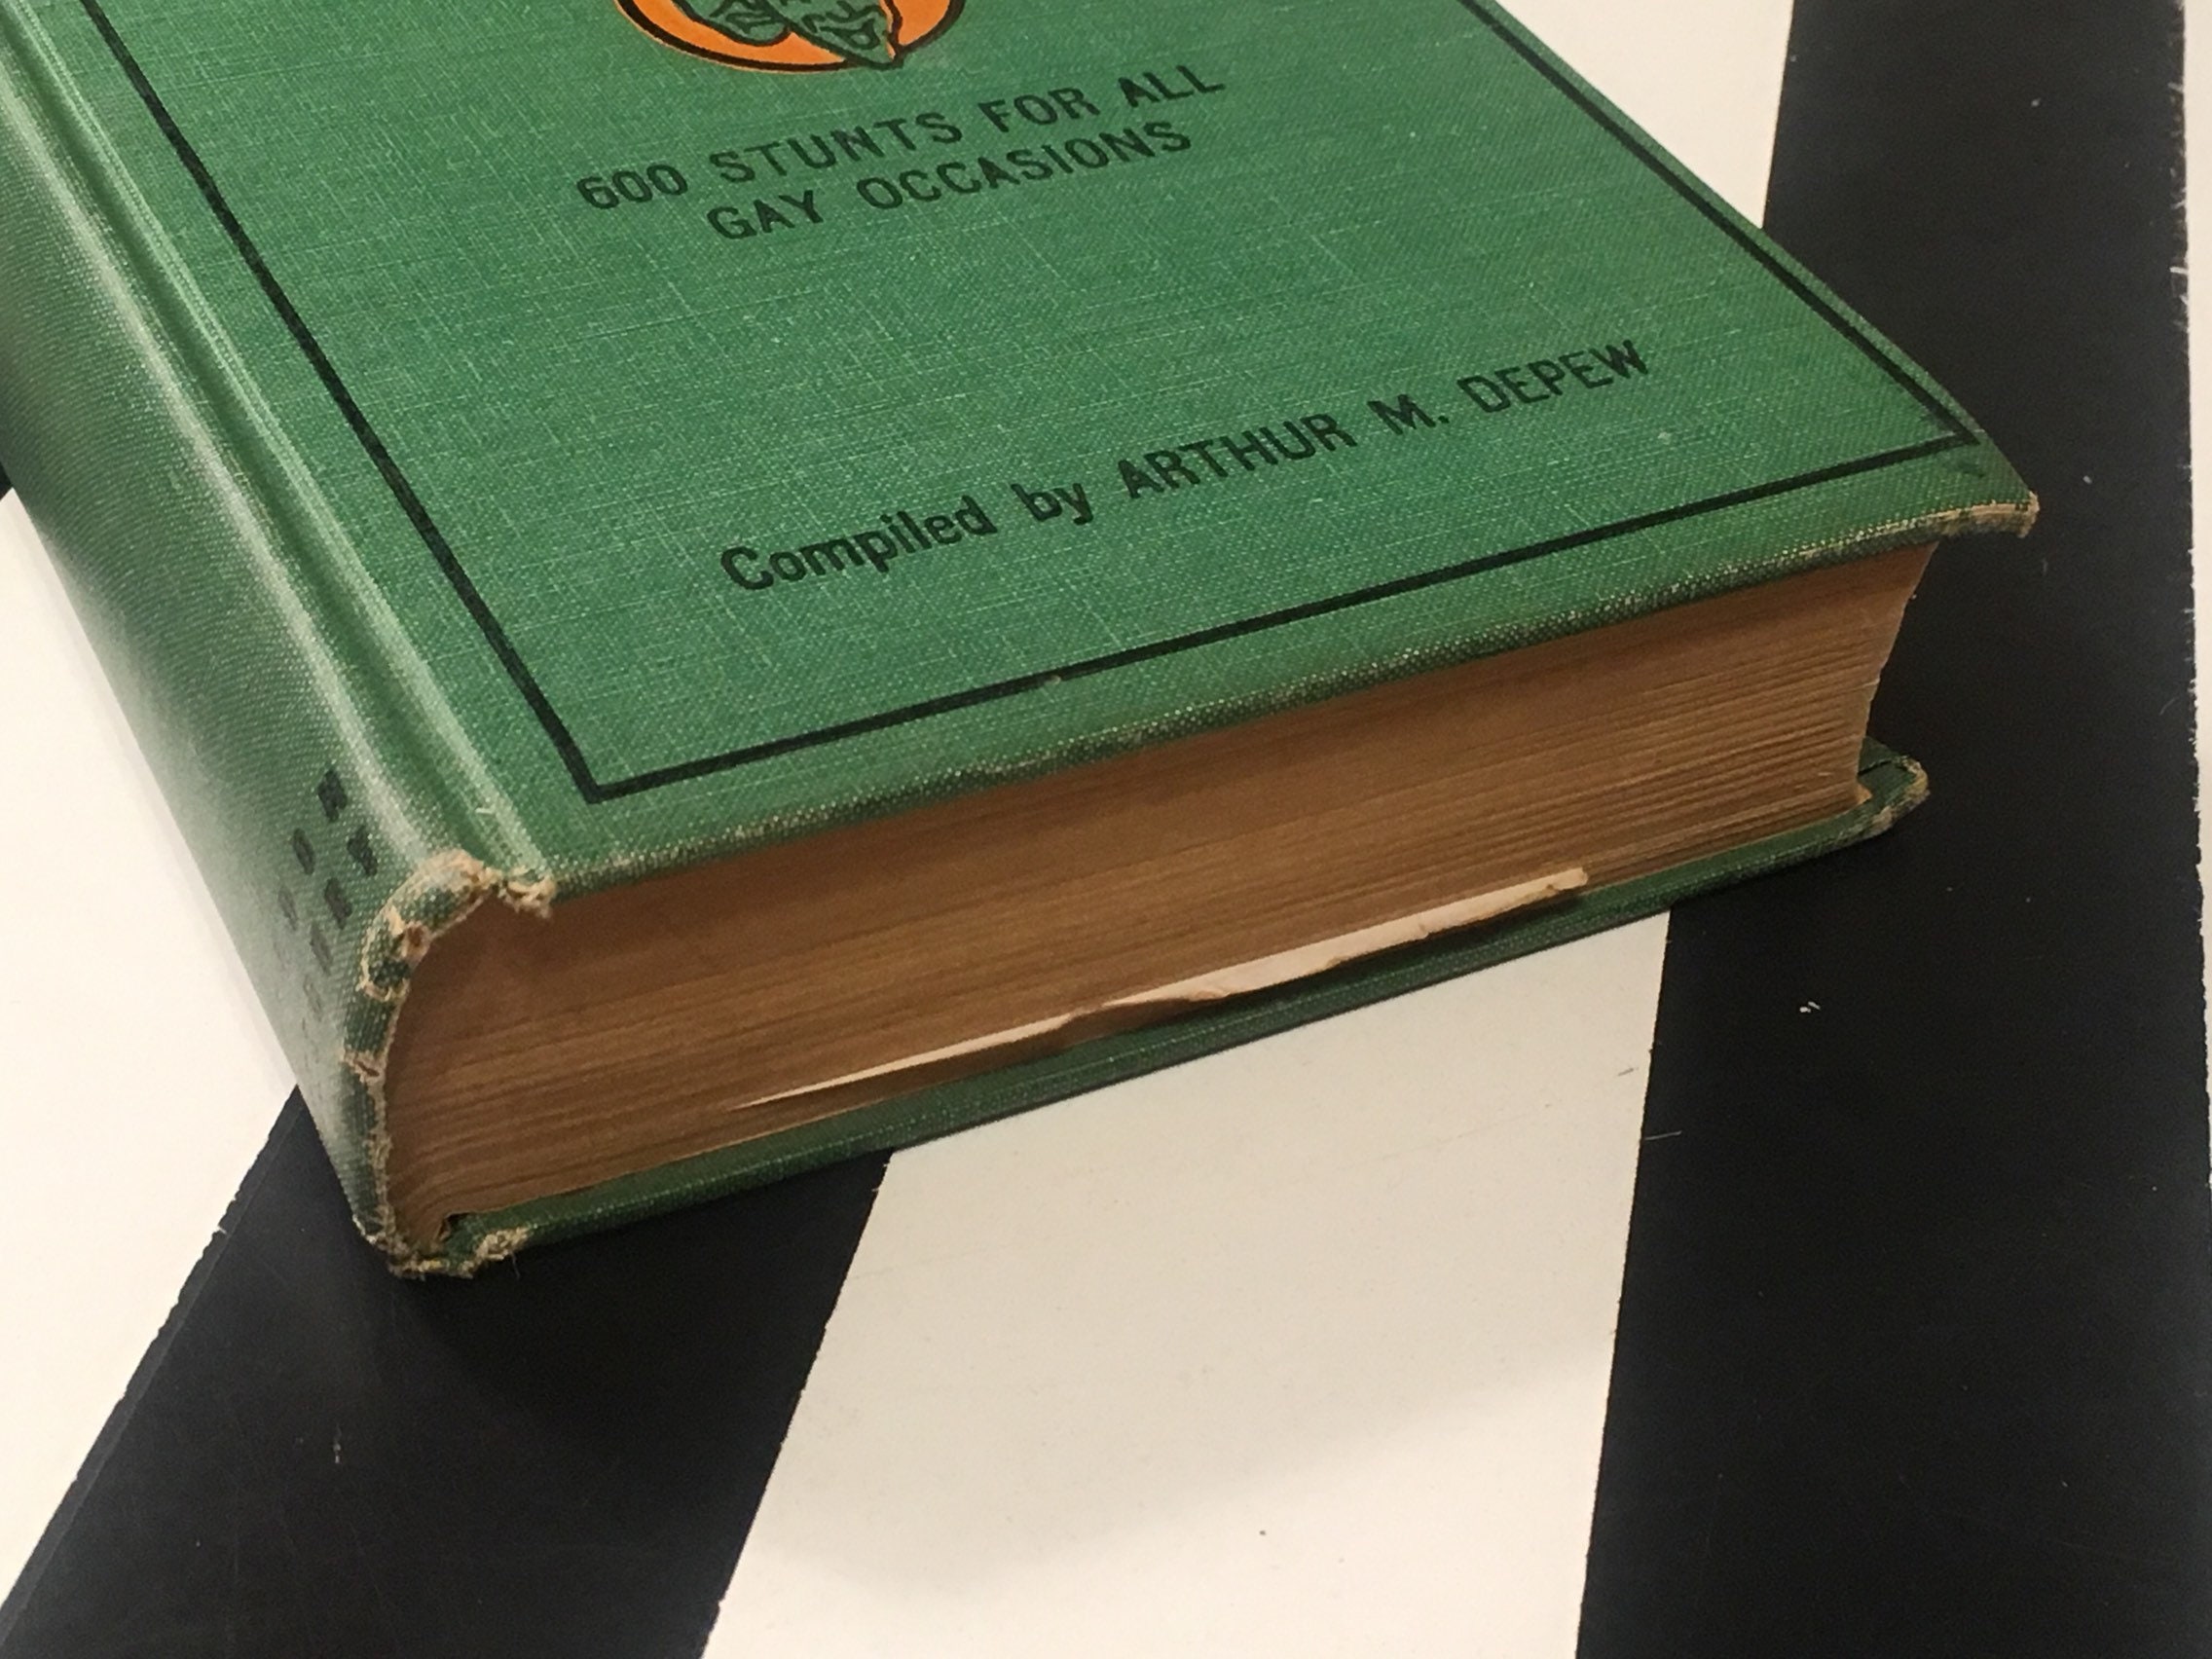 600 STUNTS FOR ALL
GAY OCCASIONS
Compiled by ARTHUR M. DEPEW